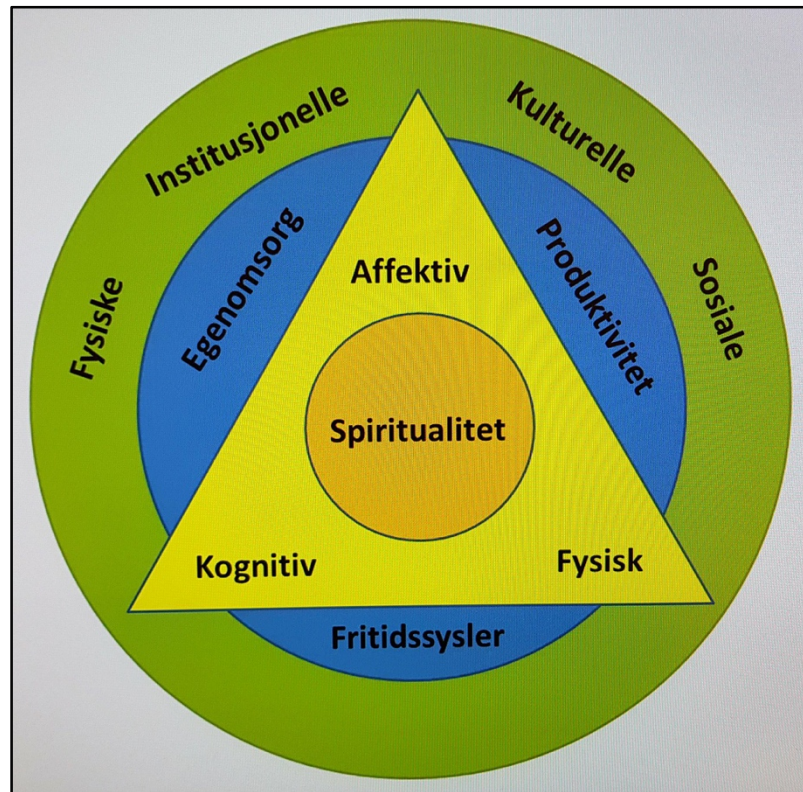 Institusjonelle
Kulturelle
Fysiske
Egenomsorg
Affektiv
Produktivitet
Sosiale
Spiritualitet
Kognitiv
Fysisk
Fritidssysler